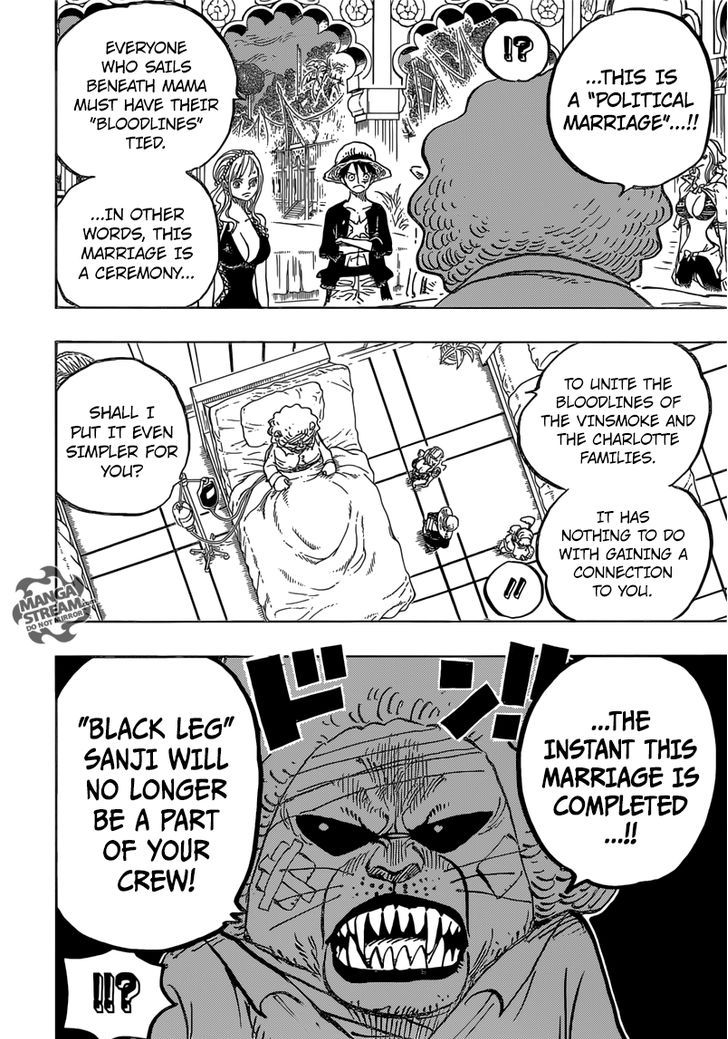 !?
...THIS IS
A "POLITICAL
MARRIAGE"...!!
EVERYONE
WHO SAILS
BENEATH MAMA
MUST HAVE THEIR
"BLOODLINES"
TIED.
...IN OTHER
WORDS, THIS
MARRIAGE IS
A CEREMONY...
TO UNITE THE
BLOODLINES OF
THE VINSMOKE AND
THE CHARLOTTE
FAMILIES.
IT HAS
NOTHING TO DO
WITH GAINING A
CONNECTION
TO YOU.
!!
SHALL I
PUT IT EVEN
SIMPLER FOR
YOU?
MANGA
STREAM
DO NOT MIRROR
ドン!!
...THE
INSTANT THIS
MARRIAGE IS
COMPLETED
...!!
"BLACK LEG"
SANJI WILL
NO LONGER
BE A PART
OF YOUR
CREW!
!!?